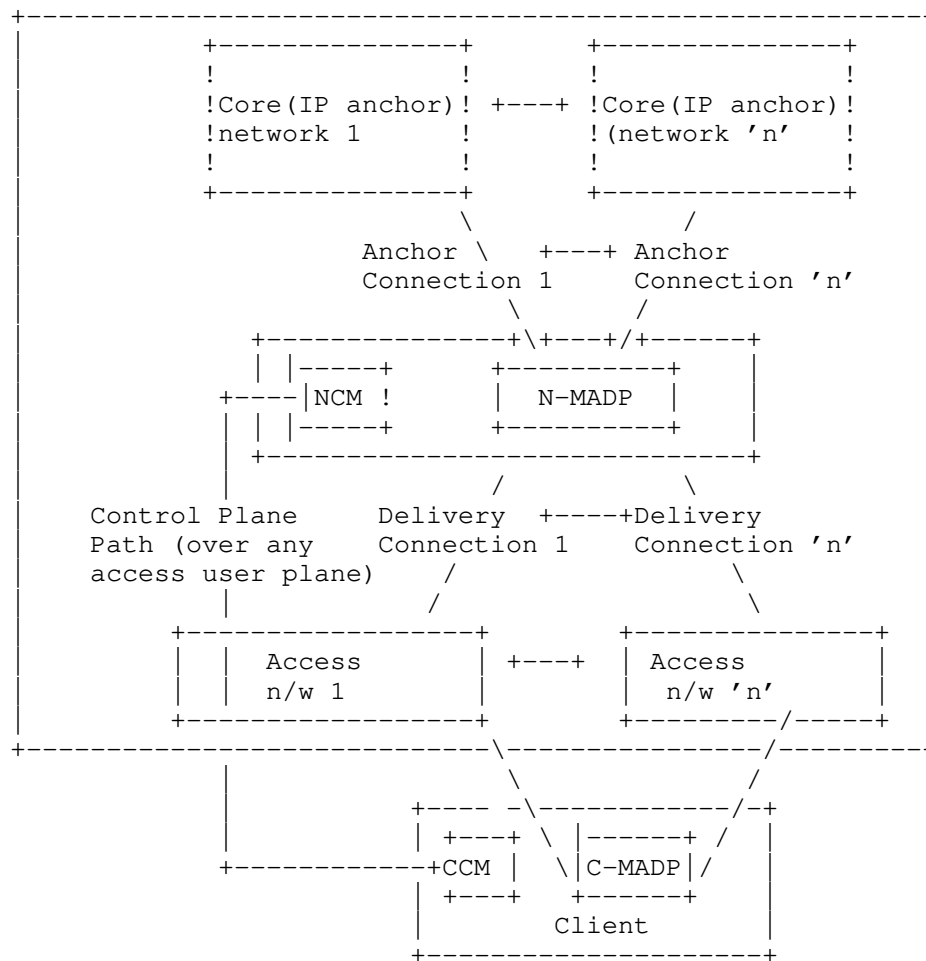 !Core(IP anchor)! +---+ !Core(IP anchor)!
!network 1 ! !(network 'n' !
Anchor \ +---+ Anchor
Connection 1 Connection 'n'
+----|NCM ! | N-MADP |
Control Plane Delivery +----+Delivery
Path (over any Connection 1 Connection 'n'
access user plane)
Access +---+ Access
n/w 1 n/w 'n'
+------------+CCM | \|C-MADP| /
Client